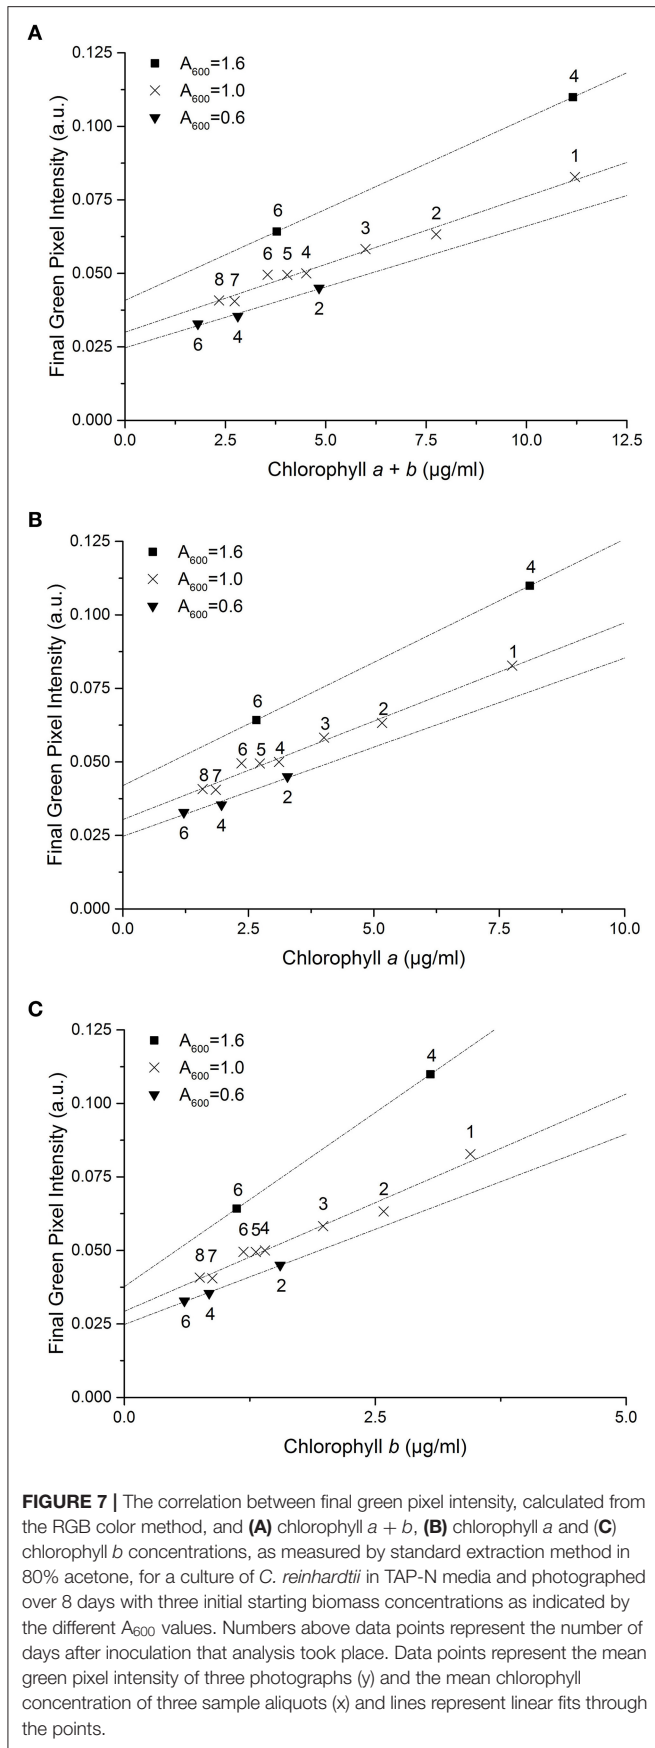 A
0.125
0.100
0.075
0.050
0.025
0.000
Final Green Pixel Intensity (a.u.)
A600=1.6
A600=1.0
A600=0.6
4
6
1
2
3
4
5
6
7
8
2
4
6
0.0 2.5 5.0 7.5 10.0 12.5
Chlorophyll a + b (µg/ml)
B
0.125
0.100
0.075
0.050
0.025
0.000
Final Green Pixel Intensity (a.u.)
A600=1.6
A600=1.0
A600=0.6
4
6
1
2
3
4
5
6
7
8
2
4
6
0.0 2.5 5.0 7.5 10.0
Chlorophyll a (µg/ml)
C
0.125
0.100
0.075
0.050
0.025
0.000
Final Green Pixel Intensity (a.u.)
A600=1.6
A600=1.0
A600=0.6
4
6
1
2
3
4
5
6
7
8
2
4
6
0.0 2.5 5.0
Chlorophyll b (µg/ml)
FIGURE 7 | The correlation between final green pixel intensity, calculated from
the RGB color method, and (A) chlorophyll a + b, (B) chlorophyll a and (C)
chlorophyll b concentrations, as measured by standard extraction method in
80% acetone, for a culture of C. reinhardtii in TAP-N media and photographed
over 8 days with three initial starting biomass concentrations as indicated by
the different A600 values. Numbers above data points represent the number of
days after inoculation that analysis took place. Data points represent the mean
green pixel intensity of three photographs (y) and the mean chlorophyll
concentration of three sample aliquots (x) and lines represent linear fits through
the points.